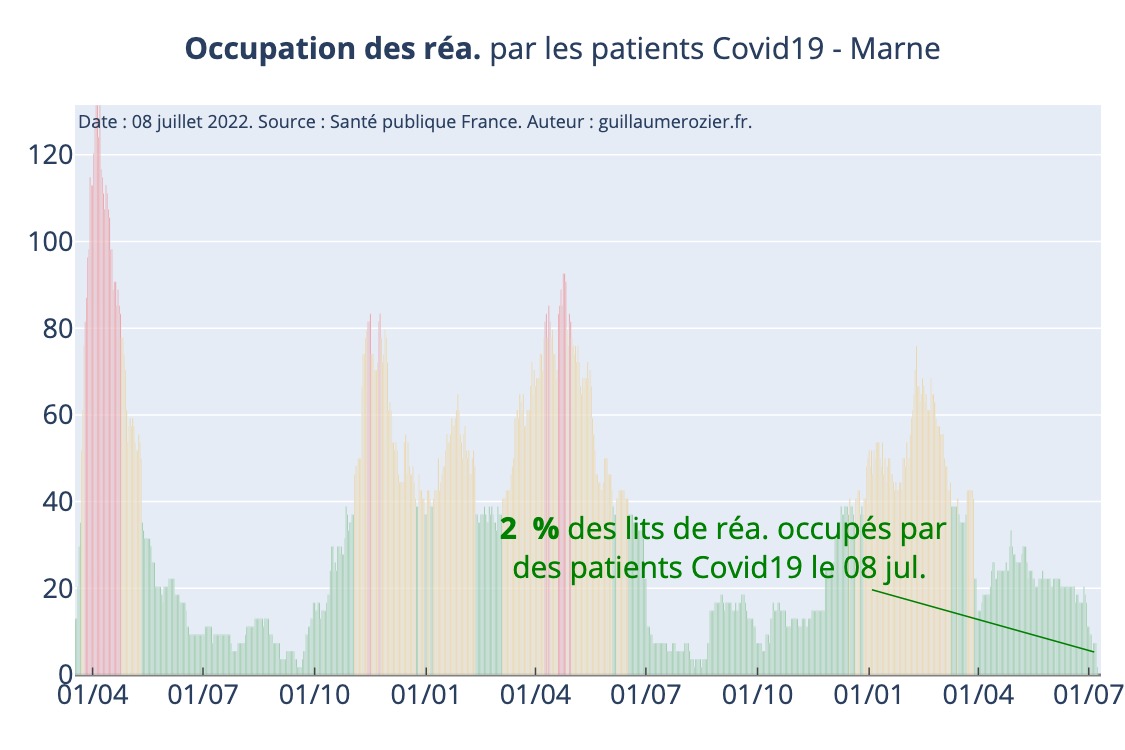 Occupation des réa. par les patients Covid19 - Marne
Date : 08 juillet 2022. Source : Santé publique France. Auteur : guillaumerozier.fr.
120
100
80
60
40
20
0
2 % des lits de réa. occupés par
des patients Covid19 le 08 jul.
01/04 01/07 01/10 01/01 01/04 01/07 01/10 01/01 01/04 01/07